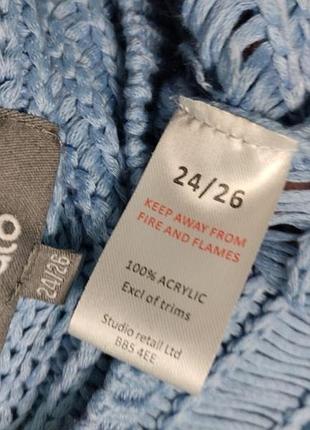 24/26
KEEP AWAY FROM
FIRE AND FLAMES
100% ACRYLIC
Excl of trims
Studio retail Ltd
BB5 4EE
24/26